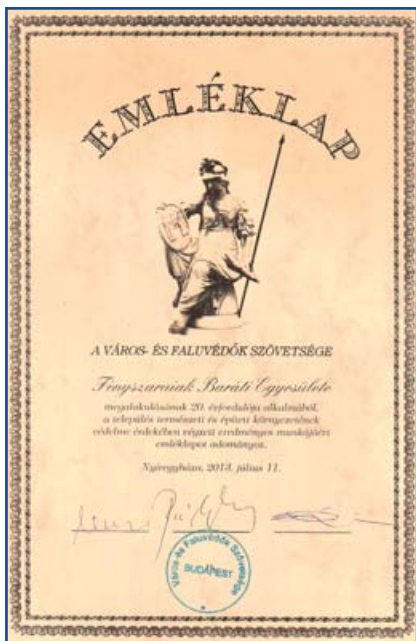 EMLÉKLAP
A VÁROS- ÉS FALUVÉDŐK SZÖVETSÉGE
Fényszaruiak Baráti Egyesülete
megalakulásának 20. évfordulója alkalmából,
a település természeti és épített környezetének
védelme érdekében végzett eredményes munkájáért
emléklapot adományoz.
Nyíregyháza, 2013. július 11.
Város- és Faluvédők Szövetsége
BUDAPEST